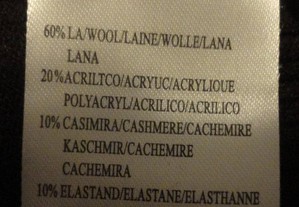 60% LA/WOOL/LAINE/WOLLE/LANA
LANA
20% ACRILTCO/ACRYUC/ACRYLIQUE
POLYACRYL/ACRILICO/ACRILICO
10% CASIMIRA/CASHMERE/CACHEMIRE
KASCHMIR/CACHEMIRE
CACHEMIRA
10% ELASTAND/ELASTANE/ELASTHANNE